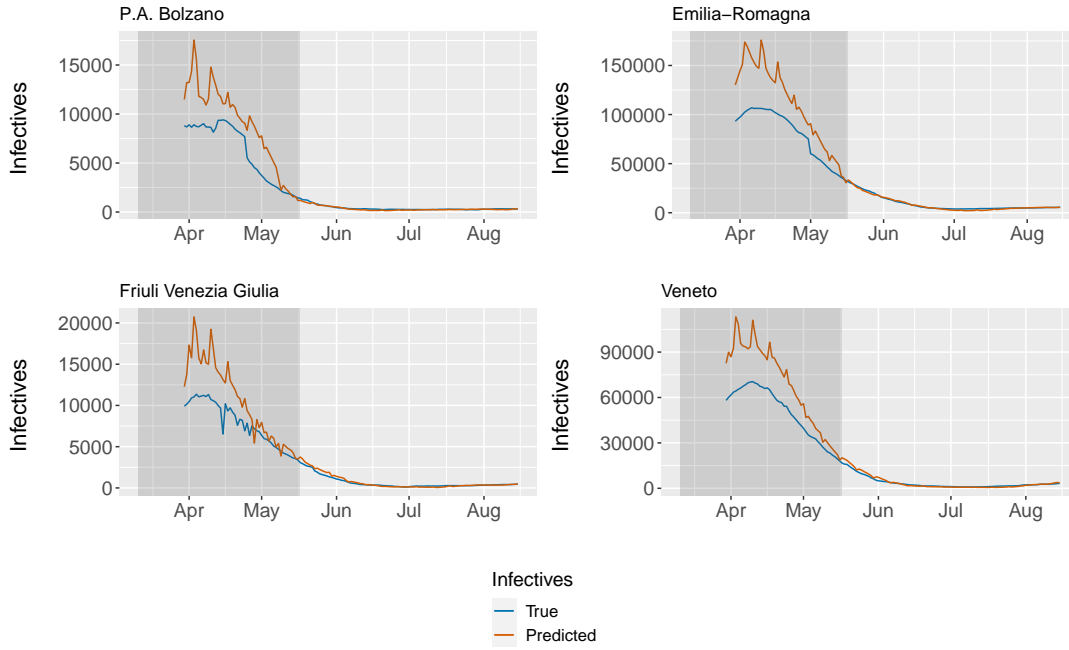 P.A. Bolzano
Infectives
15000
10000
5000
0
Apr May Jun Jul Aug
Emilia−Romagna
Infectives
150000
100000
50000
0
Apr May Jun Jul Aug
Friuli Venezia Giulia
Infectives
20000
15000
10000
5000
0
Apr May Jun Jul Aug
Veneto
Infectives
90000
60000
30000
0
Apr May Jun Jul Aug
Infectives
True
Predicted